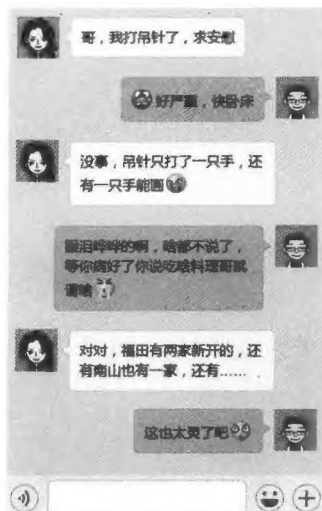 哥，我打吊针了，求安慰
好严重，快卧床
没事，吊针只打了一只手，还
有一只手能圈
眼泪哗哗的啊，啥都不说了，
等你病好了你说吃啥料理哥就
请啥
对对，福田有两家新开的，还
有南山也有一家，还有……
这也太灵了吧